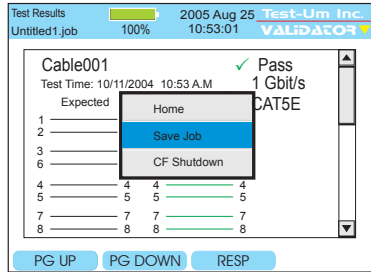 Test Results 2005 Aug 25 Test-Um Inc.
Untitled1.job 100% 10:53:01 VALiDATOR
Cable001 ✓ Pass
Test Time: 10/11/2004 10:53 A.M 1 Gbit/s
Expected CAT5E
Home
Save Job
CF Shutdown
1
2
3
6
4 4 4 4
5 5 5 5
7 7 7 7
8 8 8 8
PG UP PG DOWN RESP